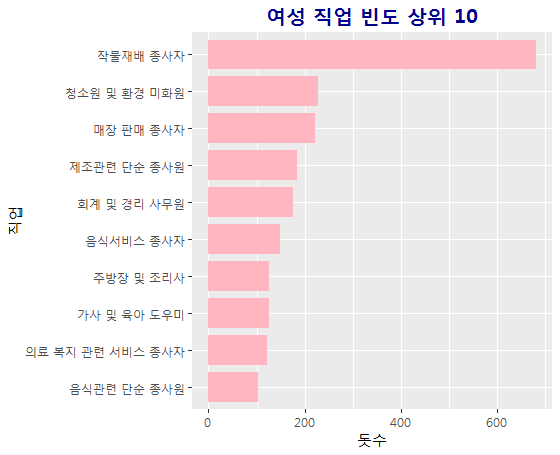 여성 직업 빈도 상위 10
작물재배 종사자
청소원 및 환경 미화원
매장 판매 종사자
제조관련 단순 종사원
회계 및 경리 사무원
음식서비스 종사자
주방장 및 조리사
가사 및 육아 도우미
의료 복지 관련 서비스 종사자
음식관련 단순 종사원
직업
0 200 400 600
돗수